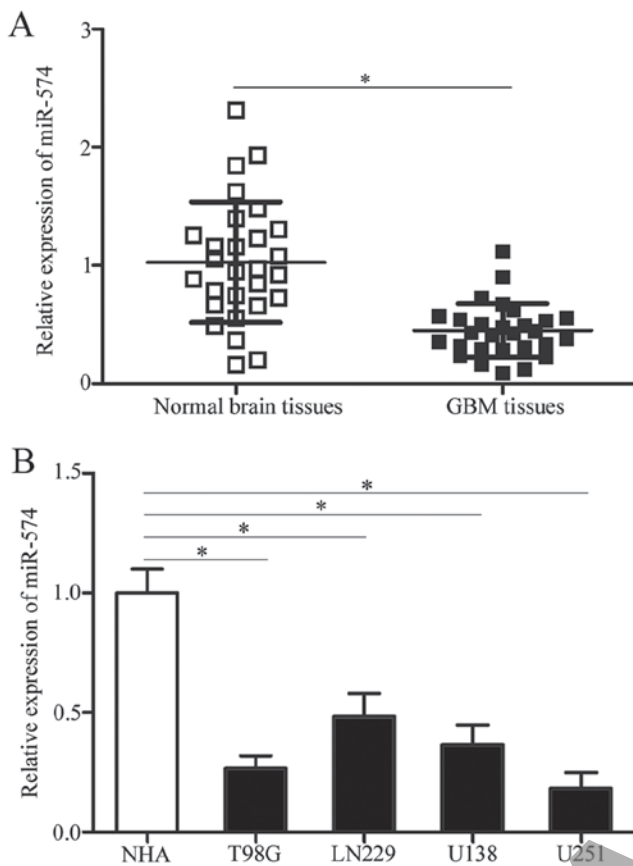 A
Relative expression of miR-574
3
2
1
0
*
Normal brain tissues
GBM tissues
B
Relative expression of miR-574
1.5
1.0
0.5
0.0
*
*
*
*
NHA
T98G
LN229
U138
U251